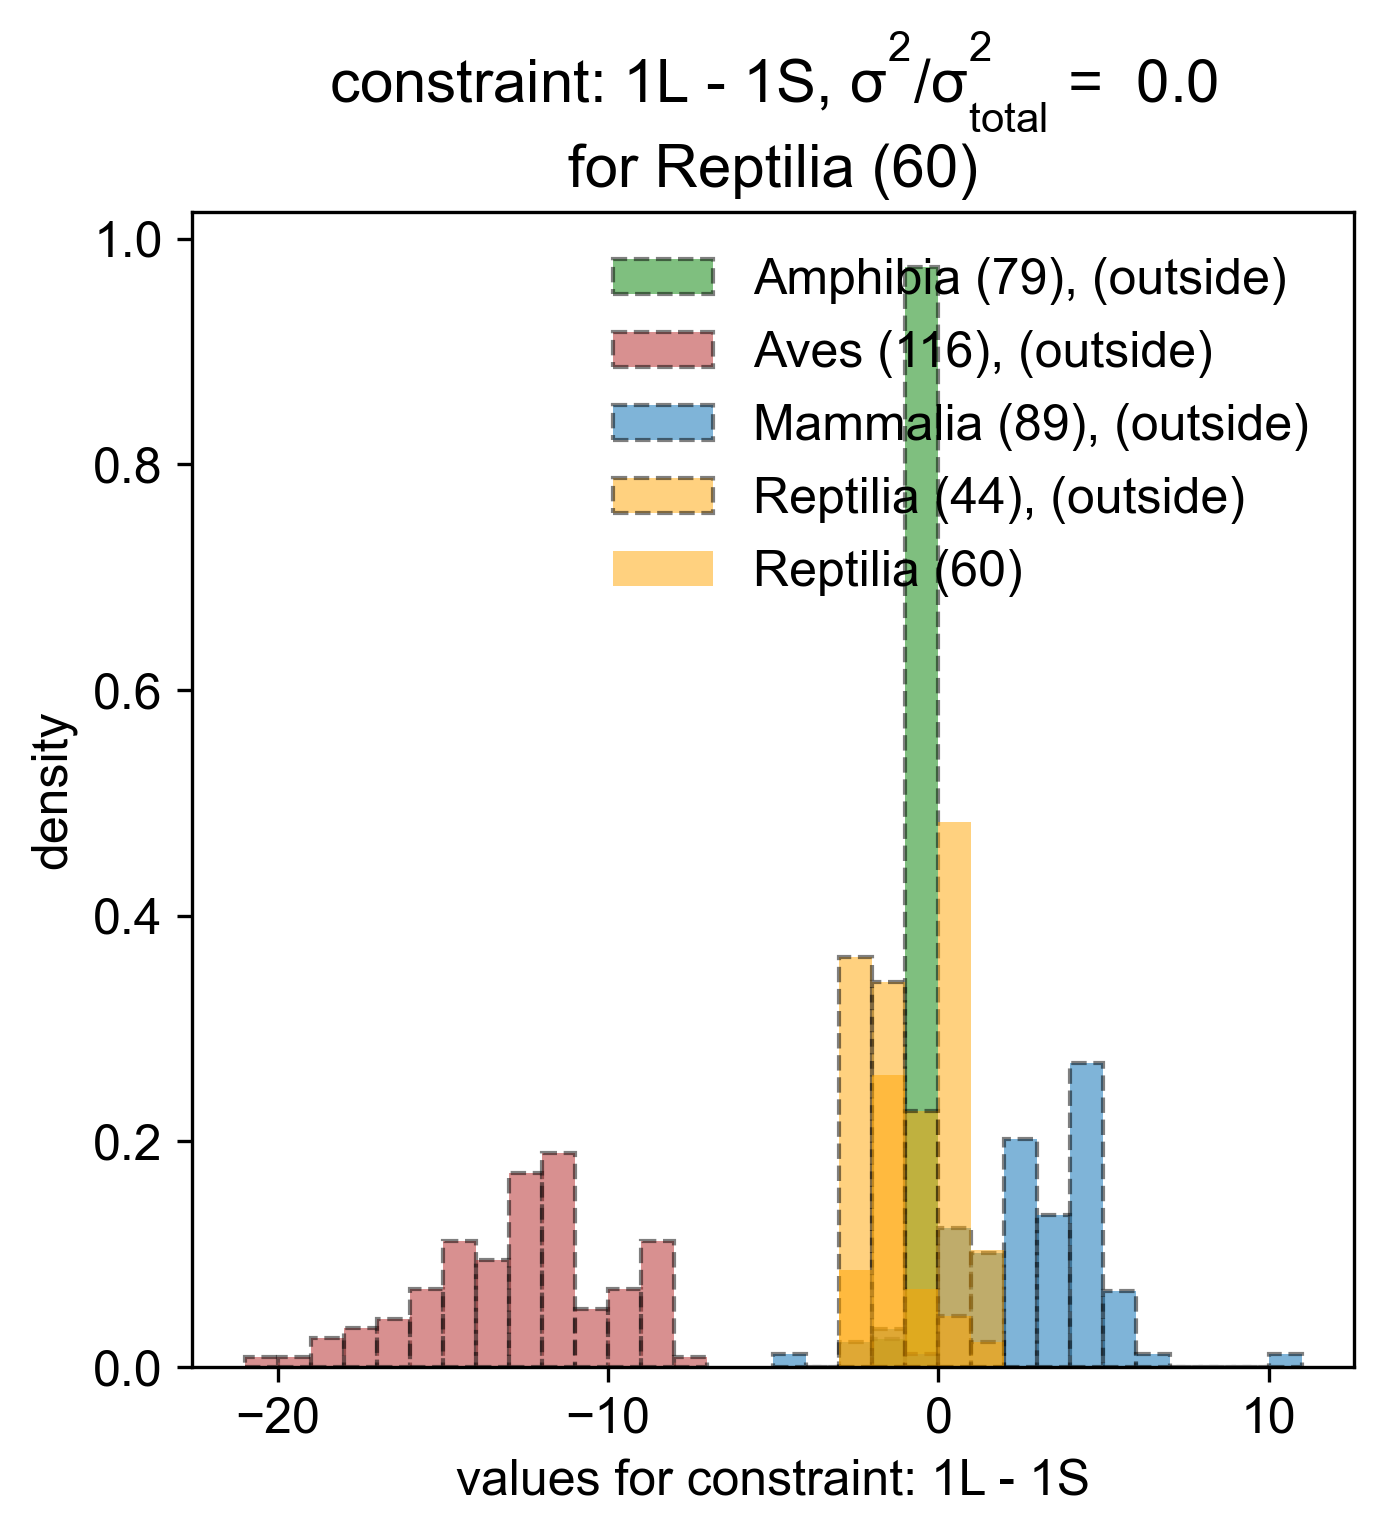 constraint: 1L - 1S, σ²/σ²total = 0.0
for Reptilia (60)
1.0
0.8
0.6
0.4
0.2
0.0
density
Amphibia (79), (outside)
Aves (116), (outside)
Mammalia (89), (outside)
Reptilia (44), (outside)
Reptilia (60)
−20 −10 0 10
values for constraint: 1L - 1S